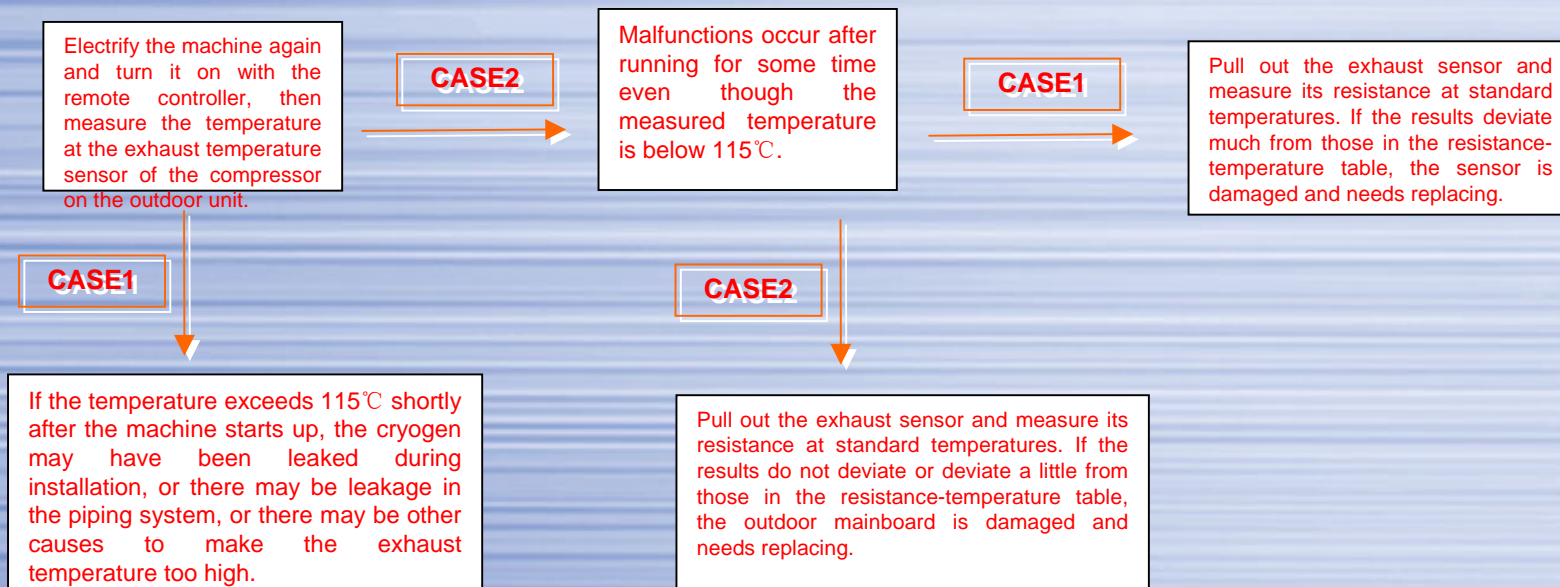 Electrify the machine again
and turn it on with the
remote controller, then
measure the temperature
at the exhaust temperature
sensor of the compressor
on the outdoor unit.
CASE2
Malfunctions occur after
running for some time
even though the
measured temperature
is below 115℃.
CASE1
Pull out the exhaust sensor and
measure its resistance at standard
temperatures. If the results deviate
much from those in the resistance-
temperature table, the sensor is
damaged and needs replacing.
CASE1
If the temperature exceeds 115℃ shortly
after the machine starts up, the cryogen
may have been leaked during
installation, or there may be leakage in
the piping system, or there may be other
causes to make the exhaust
temperature too high.
CASE2
Pull out the exhaust sensor and measure its
resistance at standard temperatures. If the
results do not deviate or deviate a little from
those in the resistance-temperature table,
the outdoor mainboard is damaged and
needs replacing.